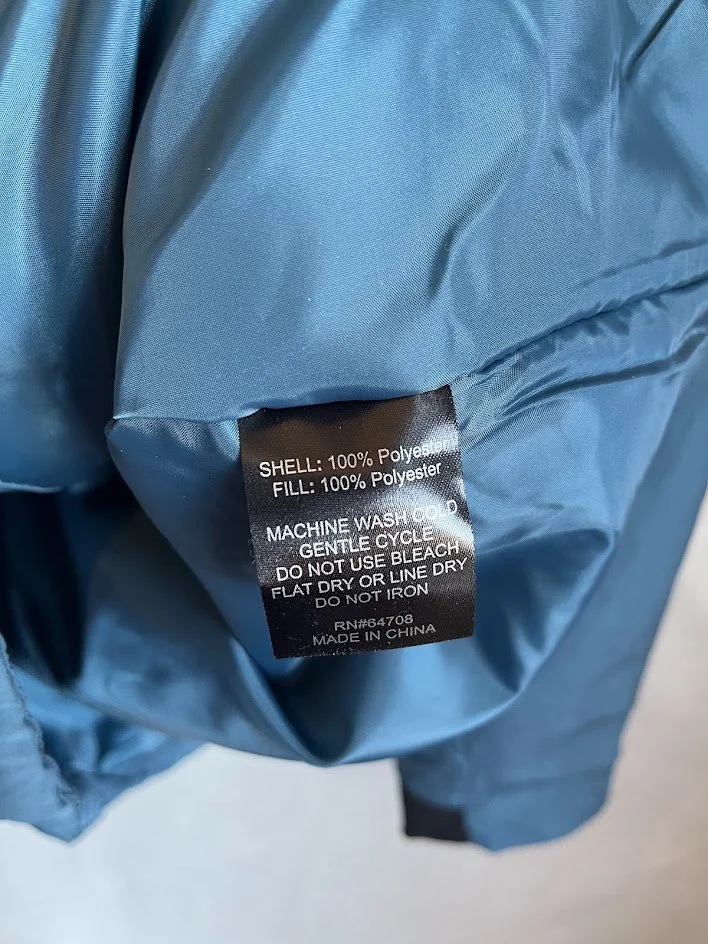 SHELL: 100% Polyester
FILL: 100% Polyester
MACHINE WASH COLD
GENTLE CYCLE
DO NOT USE BLEACH
FLAT DRY OR LINE DRY
DO NOT IRON
RN#64708
MADE IN CHINA